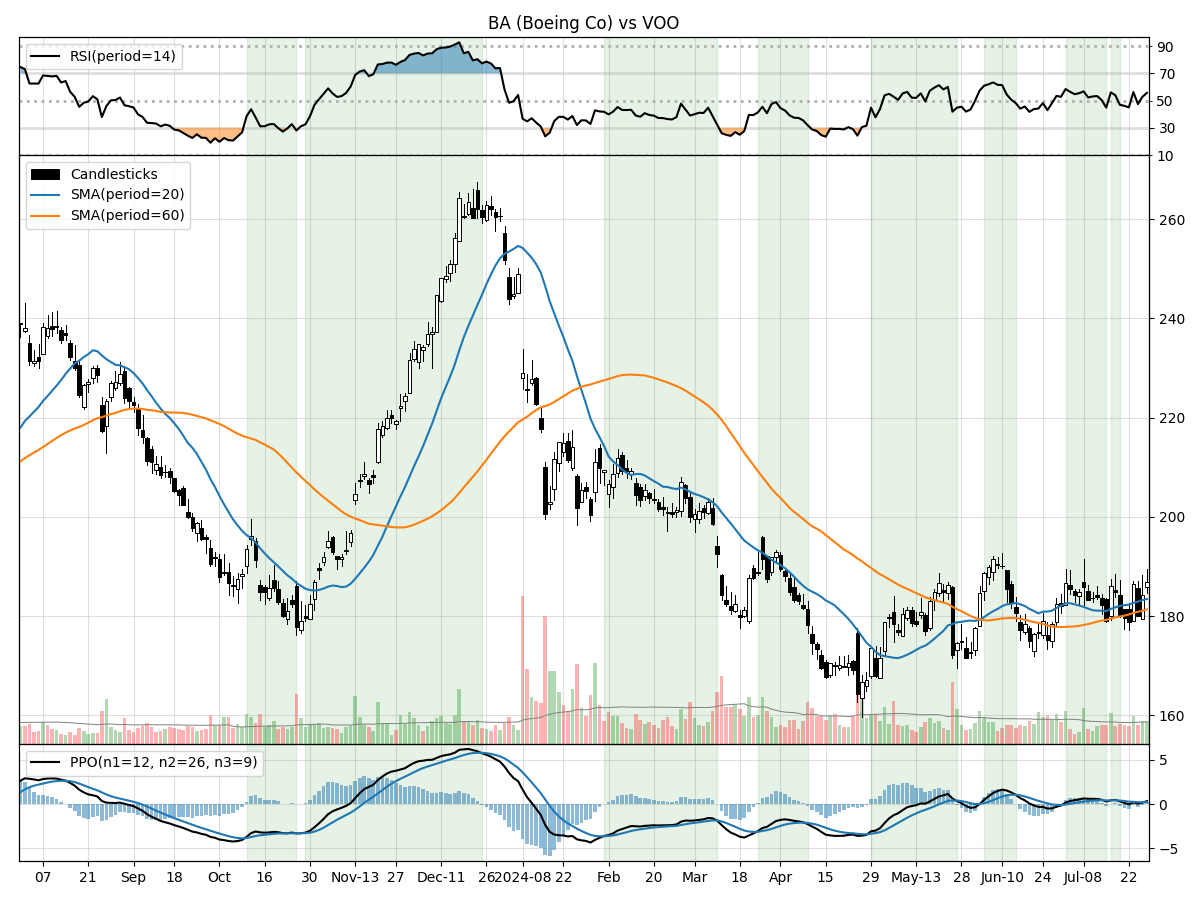 BA (Boeing Co) vs VOO
RSI(period=14)
90
70
50
30
10
Candlesticks
SMA(period=20)
SMA(period=60)
260
240
220
200
180
160
PPO(n1=12, n2=26, n3=9)
5
0
−5
07 21 Sep 18 Oct 16 30 Nov-13 27 Dec-11 26 2024-08 22 Feb 20 Mar 18 Apr 15 29 May-13 28 Jun-10 24 Jul-08 22